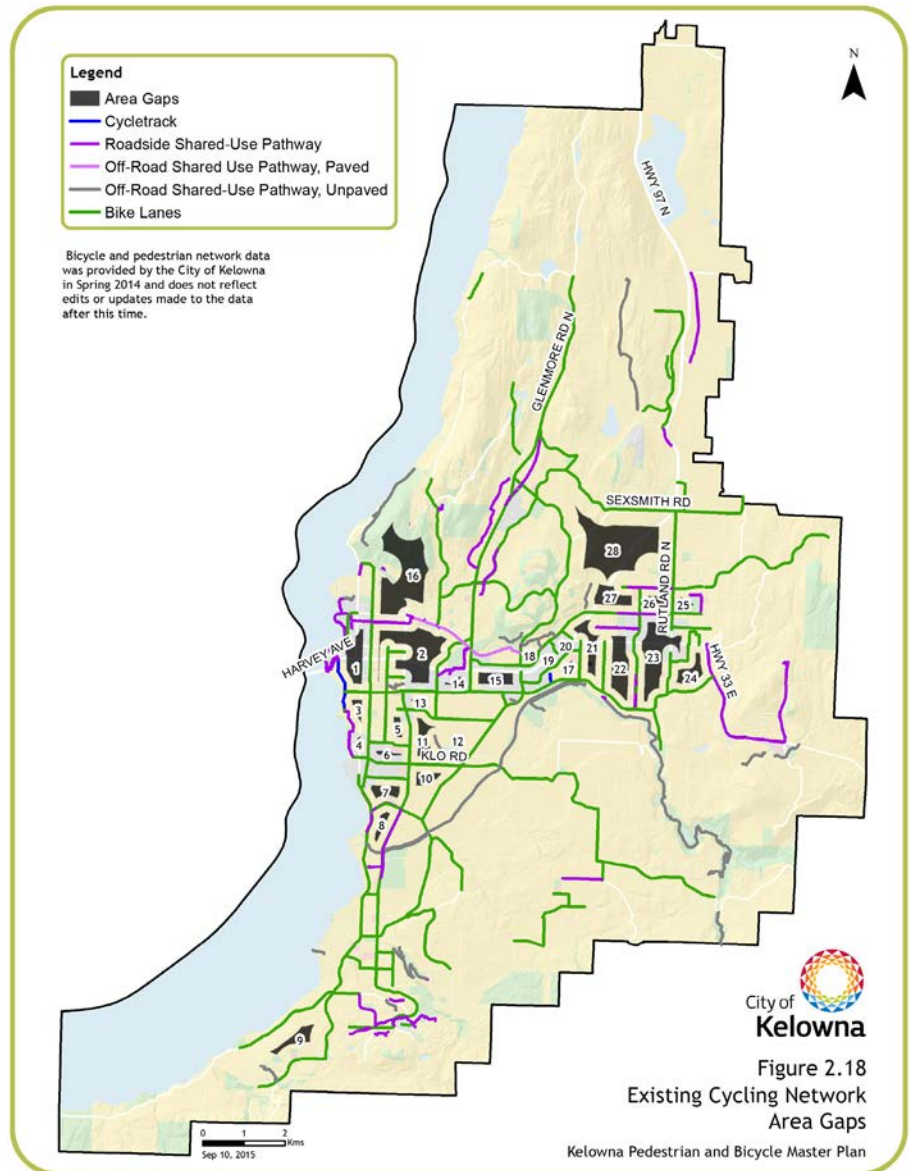 Legend
Area Gaps
Cycletrack
Roadside Shared-Use Pathway
Off-Road Shared Use Pathway, Paved
Off-Road Shared-Use Pathway, Unpaved
Bike Lanes
Bicycle and pedestrian network data
was provided by the City of Kelowna
in Spring 2014 and does not reflect
edits or updates made to the data
after this time.
N
HWY 97 N
GLENMORE RD N
SEXSMITH RD
RUTLAND RD N
28
16
27
26
25
HARVEY AVE
1
2
18
20
19
17
21
22
23
24
HWY 33 E
14
15
3
13
5
4
11
12
6
KLO RD
10
7
8
9
City of
Kelowna
Figure 2.18
Existing Cycling Network
Area Gaps
Kelowna Pedestrian and Bicycle Master Plan
0 1 2
Kms
Sep 10, 2015